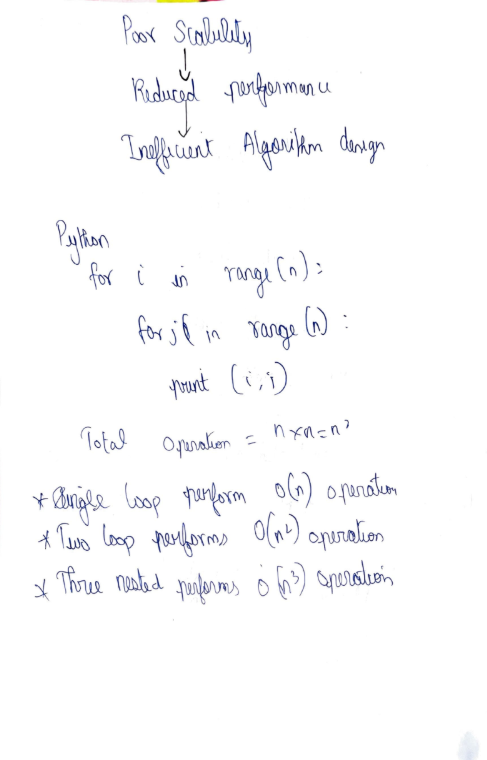 Poor Scalability
Reduced performance
Inefficient Algorithm design
Python
for i in range(n):
for j in range(n):
print (i,j)
Total Operation = n×n=n²
* Single loop perform O(n) operation
* Two loop performs O(n²) operation
* Three nested performs O(n³) operation